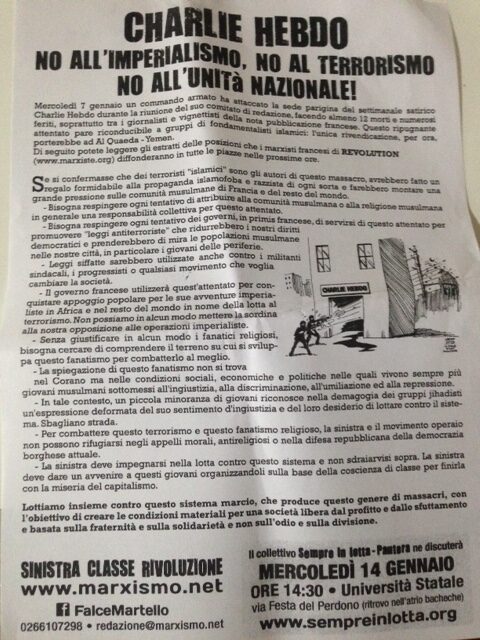 CHARLIE HEBDO
NO ALL'IMPERIALISMO, NO AL TERRORISMO
NO ALL'UNITà NAZIONALE!
Mercoledì 7 gennaio un commando armato ha attaccato la sede parigina del settimanale satirico
Charlie Hebdo durante la riunione del suo comitato di redazione, facendo almeno 12 morti e numerosi
feriti, soprattutto tra i giornalisti e vignettisti della nota pubblicazione francese. Questo ripugnante
attentato pare riconducibile a gruppi di fondamentalisti islamici: l'unica rivendicazione, per ora,
porterebbe ad Al Quaeda - Yemen.
Di seguito potete leggere gli estratti delle posizioni che i marxisti francesi di REVOLUTION
(www.marxiste.org) diffonderanno in tutte le piazze nelle prossime ore.
Se si confermasse che dei terroristi "islamici" sono gli autori di questo massacro, avrebbero fatto un
regalo formidabile alla propaganda islamofoba e razzista di ogni sorta e farebbero montare una
grande pressione sulle comunità musulmane di Francia e del resto del mondo.
- Bisogna respingere ogni tentativo di attribuire alla comunità musulmana o alla religione musulmana
in generale una responsabilità collettiva per questo attentato.
- Bisogna respingere ogni tentativo dei governi, in primis francese, di servirsi di questo attentato per
promuovere "leggi antiterroriste" che ridurrebbero i nostri diritti
democratici e prenderebbero di mira le popolazioni musulmane
nelle nostre città, in particolare i giovani delle periferie.
- Leggi siffatte sarebbero utilizzate anche contro i militanti
sindacali, i progressisti o qualsiasi movimento che voglia
cambiare la società.
- Il governo francese utilizzerà quest'attentato per con-
quistare appoggio popolare per le sue avventure imperia-
liste in Africa e nel resto del mondo in nome della lotta al
terrorismo. Non possiamo in alcun modo mettere la sordina
alla nostra opposizione alle operazioni imperialiste.
- Senza giustificare in alcun modo i fanatici religiosi,
bisogna cercare di comprendere il terreno su cui si svilup-
pa questo fanatismo per combatterlo al meglio.
- La spiegazione di questo fanatismo non si trova
nel Corano ma nelle condizioni sociali, economiche e politiche nelle quali vivono sempre più
giovani musulmani sottomessi all'ingiustizia, alla discriminazione, all'umiliazione ed alla repressione.
- In tale contesto, un piccola minoranza di giovani riconosce nella demagogia dei gruppi jihadisti
un'espressione deformata del suo sentimento d'ingiustizia e del loro desiderio di lottare contro il siste-
ma. Sbagliano strada.
- Per combattere questo terrorismo e questo fanatismo religioso, la sinistra e il movimento operaio
non possono rifugiarsi negli appelli morali, antireligiosi o nella difesa repubblicana della democrazia
borghese attuale.
- La sinistra deve impegnarsi nella lotta contro questo sistema e non sdraiarvisi sopra. La sinistra
deve dare un avvenire a questi giovani organizzandoli sulla base della coscienza di classe per finirla
con la miseria del capitalismo.
Lottiamo insieme contro questo sistema marcio, che produce questo genere di massacri, con
l'obiettivo di creare le condizioni materiali per una società libera dal profitto e dallo sfruttamento
e basata sulla fraternità e sulla solidarietà e non sull'odio e sulla divisione.
CHARLIE HEBDO
SINISTRA CLASSE RIVOLUZIONE
www.marxismo.net
FalceMartello
0266107298 • redazione@marxismo.net
Il collettivo Sempre in lotta - Pantera ne discuterà
MERCOLEDÌ 14 GENNAIO
ORE 14:30 • Università Statale
via Festa del Perdono (ritrovo nell'atrio bacheche)
www.sempreinlotta.org